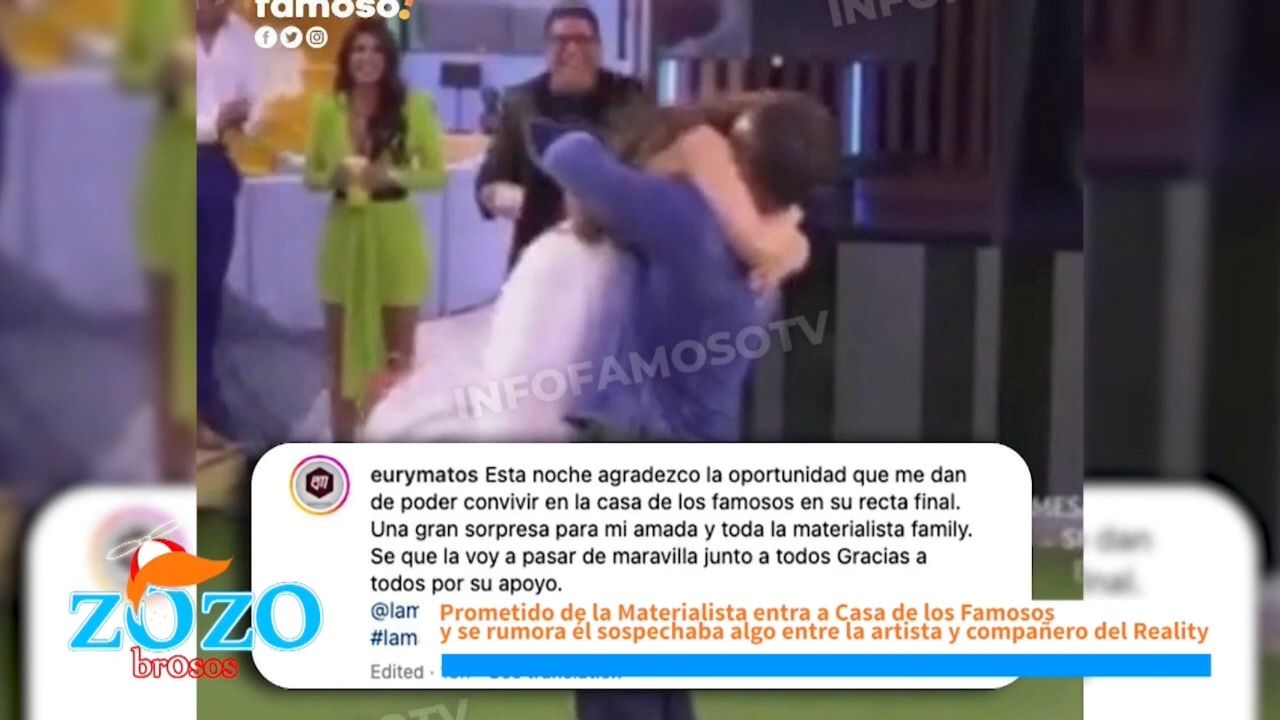 famoso!
INFOFAMOSOTV
eurymatos Esta noche agradezco la oportunidad que me dan
de poder convivir en la casa de los famosos en su recta final.
Una gran sorpresa para mi amada y toda la materialista family.
Se que la voy a pasar de maravilla junto a todos Gracias a
todos por su apoyo.
@lam
#lam
Edited ·
Prometido de la Materialista entra a Casa de los Famosos
y se rumora él sospechaba algo entre la artista y compañero del Reality
zozo
brosos